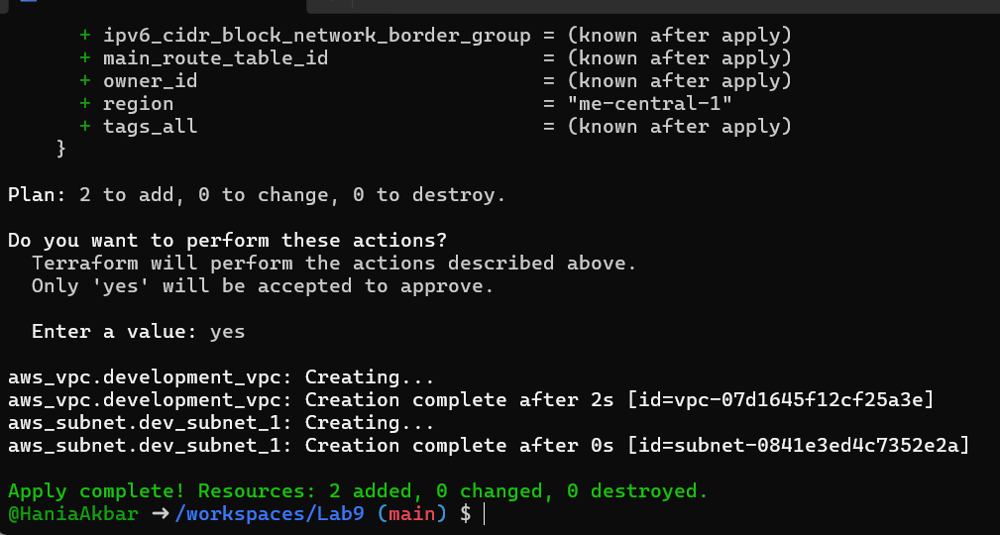 + ipv6_cidr_block_network_border_group = (known after apply)
+ main_route_table_id                  = (known after apply)
+ owner_id                             = (known after apply)
+ region                               = "me-central-1"
+ tags_all                             = (known after apply)
}
Plan: 2 to add, 0 to change, 0 to destroy.
Do you want to perform these actions?
Terraform will perform the actions described above.
Only 'yes' will be accepted to approve.
Enter a value: yes
aws_vpc.development_vpc: Creating...
aws_vpc.development_vpc: Creation complete after 2s [id=vpc-07d1645f12cf25a3e]
aws_subnet.dev_subnet_1: Creating...
aws_subnet.dev_subnet_1: Creation complete after 0s [id=subnet-0841e3ed4c7352e2a]
Apply complete! Resources: 2 added, 0 changed, 0 destroyed.
@HaniaAkbar ➜ /workspaces/Lab9 (main) $